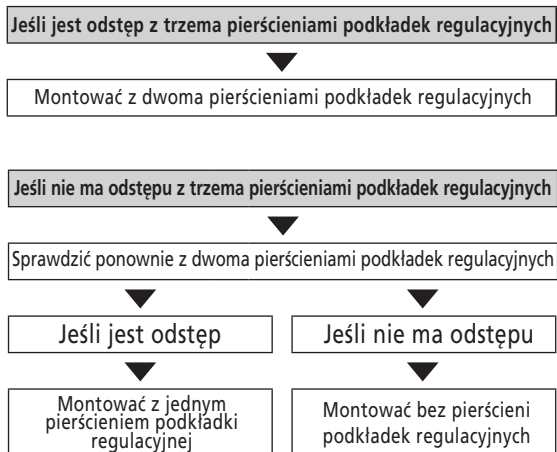 Jeśli jest odstęp z trzema pierścieniami podkładek regulacyjnych
Montować z dwoma pierścieniami podkładek regulacyjnych
Jeśli nie ma odstępu z trzema pierścieniami podkładek regulacyjnych
Sprawdzić ponownie z dwoma pierścieniami podkładek regulacyjnych
Jeśli jest odstęp
Jeśli nie ma odstępu
Montować z jednym
pierścieniem podkładki
regulacyjnej
Montować bez pierścieni
podkładek regulacyjnych